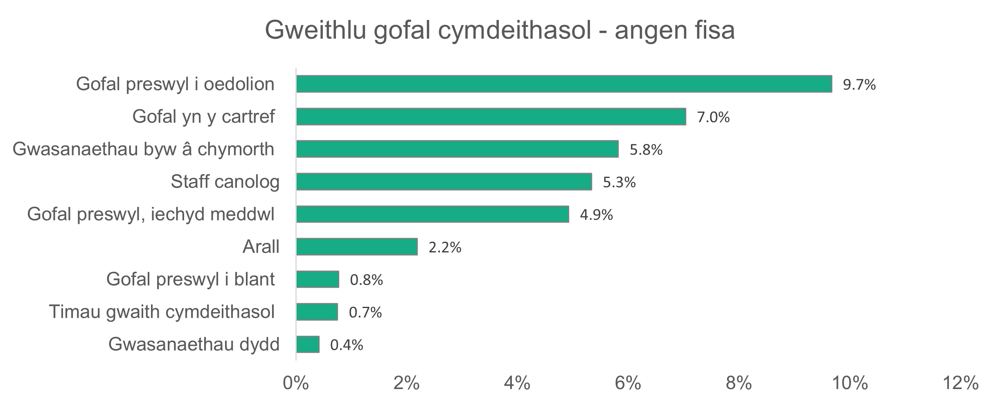 Gweithlu gofal cymdeithasol - angen fisa
Gofal preswyl i oedolion 9.7%
Gofal yn y cartref 7.0%
Gwasanaethau byw â chymorth 5.8%
Staff canolog 5.3%
Gofal preswyl, iechyd meddwl 4.9%
Arall 2.2%
Gofal preswyl i blant 0.8%
Timau gwaith cymdeithasol 0.7%
Gwasanaethau dydd 0.4%
0% 2% 4% 6% 8% 10% 12%